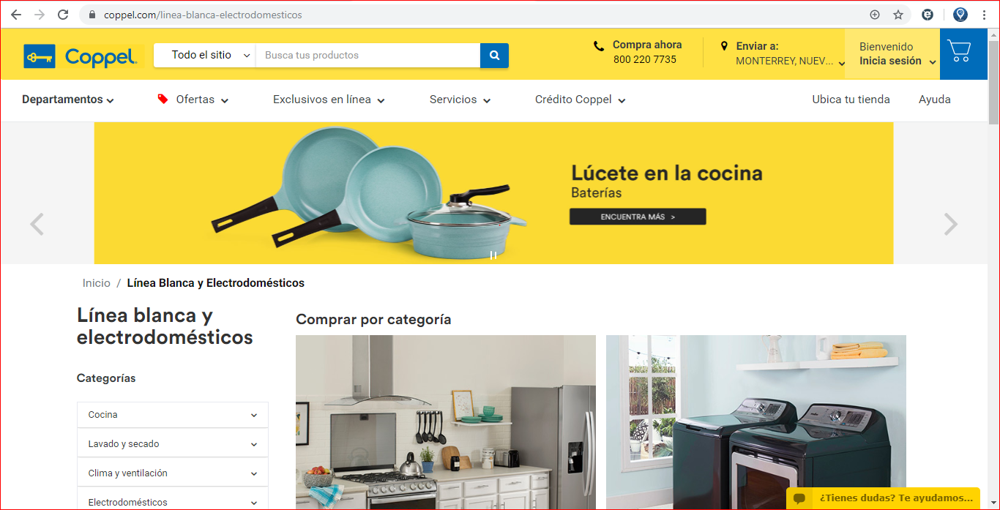 coppel.com/linea-blanca-electrodomesticos
Coppel.
Todo el sitio
Busca tus productos
Compra ahora
800 220 7735
Enviar a:
MONTERREY, NUEV...
Bienvenido
Inicia sesión
Departamentos
Ofertas
Exclusivos en línea
Servicios
Crédito Coppel
Ubica tu tienda
Ayuda
Lúcete en la cocina
Baterías
ENCUENTRA MÁS >
Inicio / Línea Blanca y Electrodomésticos
Línea blanca y
electrodomésticos
Comprar por categoría
Categorías
Cocina
Lavado y secado
Clima y ventilación
Electrodomésticos
¿Tienes dudas? Te ayudamos...